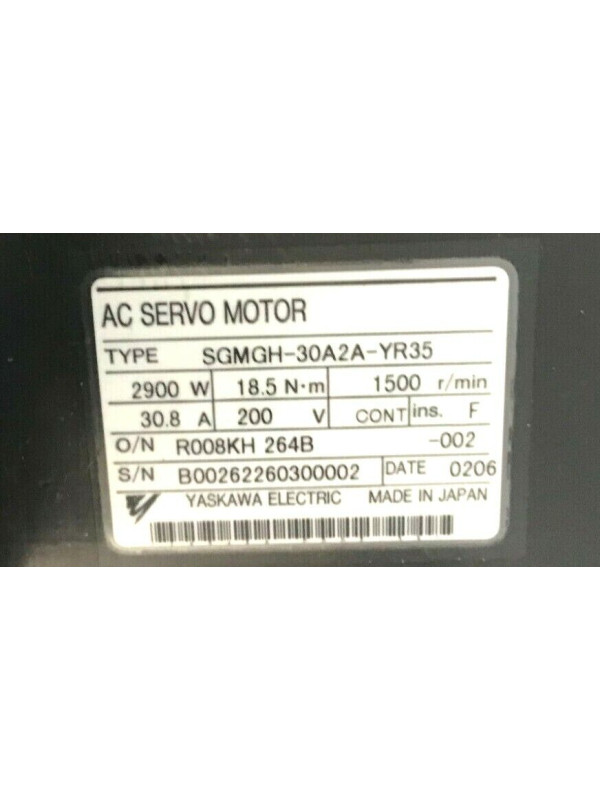 AC SERVO MOTOR
TYPE SGMGH-30A2A-YR35
2900 W 18.5 N·m 1500 r/min
30.8 A 200 V CONT ins. F
O/N R008KH 264B -002
S/N B00262260300002 DATE 0206
YASKAWA ELECTRIC MADE IN JAPAN